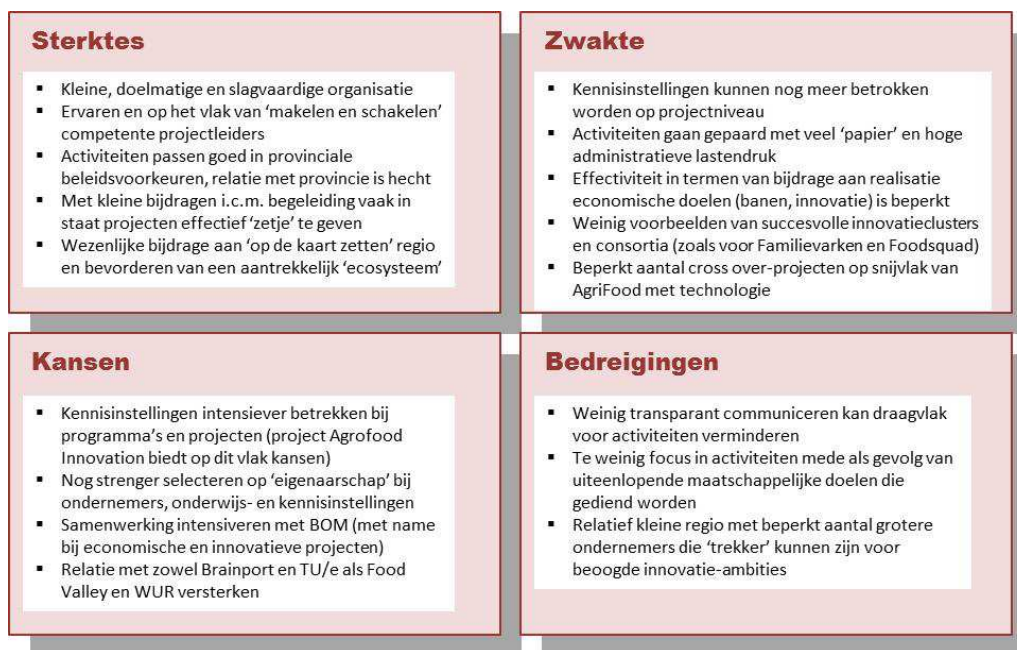 Sterktes
▪ Kleine, doelmatige en slagvaardige organisatie
▪ Ervaren en op het vlak van ‘makelen en schakelen’
competente projectleiders
▪ Activiteiten passen goed in provinciale
beleidsvoorkeuren, relatie met provincie is hecht
▪ Met kleine bijdragen i.c.m. begeleiding vaak in
staat projecten effectief ‘zetje’ te geven
▪ Wezenlijke bijdrage aan ‘op de kaart zetten’ regio
en bevorderen van een aantrekkelijk ‘ecosysteem’
Zwakte
▪ Kennisinstellingen kunnen nog meer betrokken
worden op projectniveau
▪ Activiteiten gaan gepaard met veel ‘papier’ en hoge
administratieve lastendruk
▪ Effectiviteit in termen van bijdrage aan realisatie
economische doelen (banen, innovatie) is beperkt
▪ Weinig voorbeelden van succesvolle innovatieclusters
en consortia (zoals voor Familievarken en Foodsquad)
▪ Beperkt aantal cross over-projecten op snijvlak van
AgriFood met technologie
Kansen
▪ Kennisinstellingen intensiever betrekken bij
programma’s en projecten (project Agrofood
Innovation biedt op dit vlak kansen)
▪ Nog strenger selecteren op ‘eigenaarschap’ bij
ondernemers, onderwijs- en kennisinstellingen
▪ Samenwerking intensiveren met BOM (met name
bij economische en innovatieve projecten)
▪ Relatie met zowel Brainport en TU/e als Food
Valley en WUR versterken
Bedreigingen
▪ Weinig transparant communiceren kan draagvlak
voor activiteiten verminderen
▪ Te weinig focus in activiteiten mede als gevolg van
uiteenlopende maatschappelijke doelen die
gediend worden
▪ Relatief kleine regio met beperkt aantal grotere
ondernemers die ‘trekker’ kunnen zijn voor
beoogde innovatie-ambities